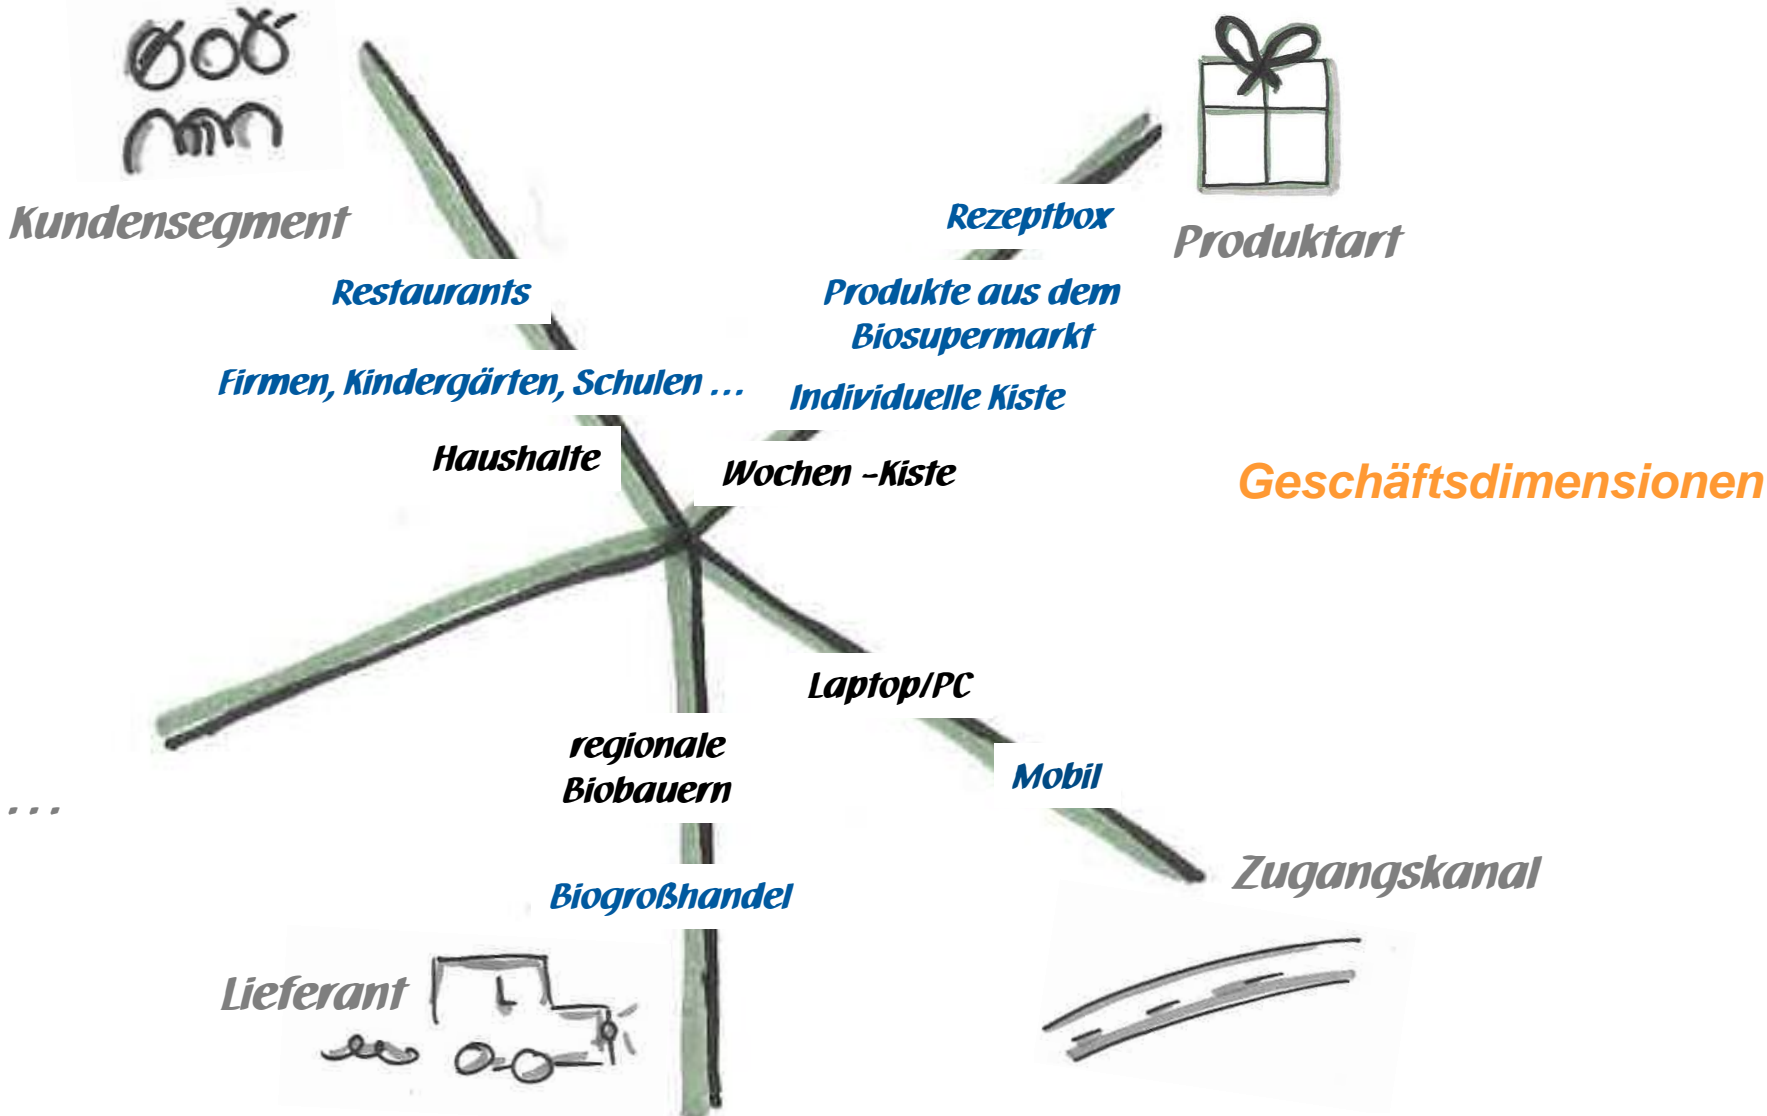 Kundensegment
Rezeptbox
Produktart
Restaurants
Produkte aus dem
Biosupermarkt
Firmen, Kindergärten, Schulen ...
Individuelle Kiste
Haushalte
Wochen -Kiste
Geschäftsdimensionen
Laptop/PC
regionale
Biobauern
Mobil
...
Zugangskanal
Biogroßhandel
Lieferant